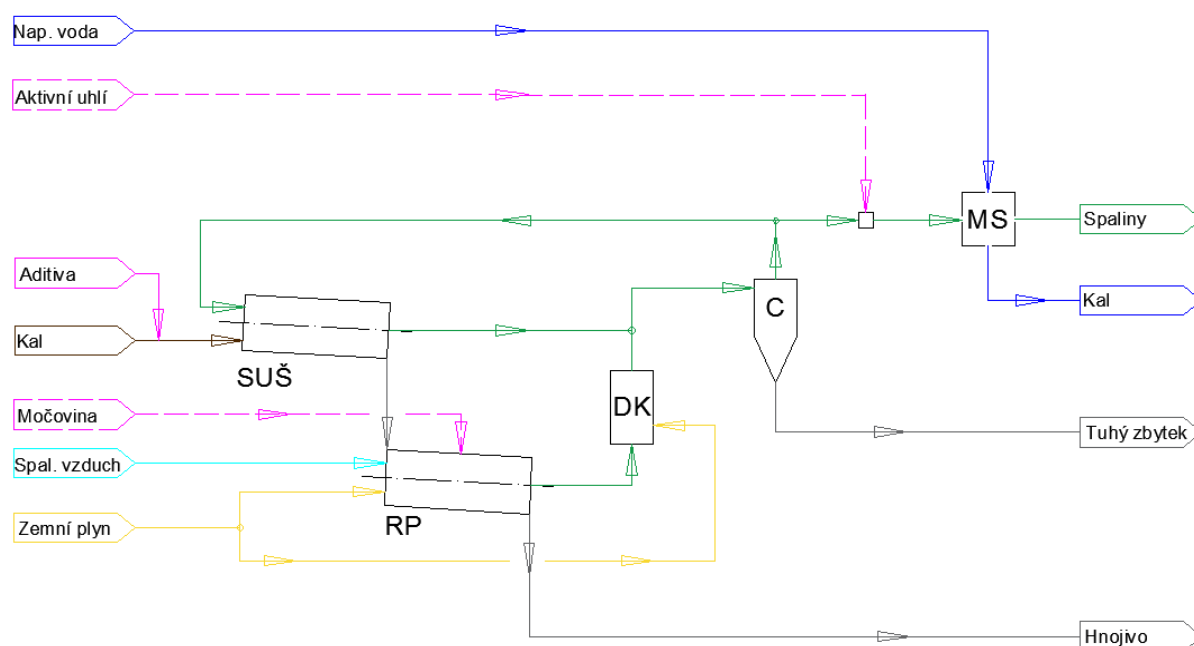 Nap. voda
Aktivní uhlí
MS
Spaliny
Aditiva
Kal
C
Kal
SUŠ
DK
Močovina
Tuhý zbytek
Spal. vzduch
Zemní plyn
RP
Hnojivo